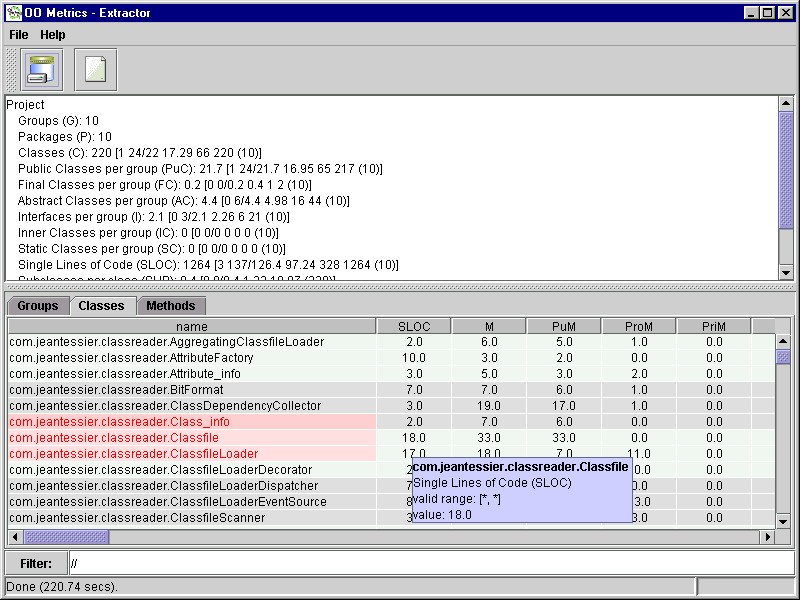 OO Metrics - Extractor
File Help
Project
Groups (G): 10
Packages (P): 10
Classes (C): 220 [1 24/22 17.29 66 220 (10)]
Public Classes per group (PuC): 21.7 [1 24/21.7 16.95 65 217 (10)]
Final Classes per group (FC): 0.2 [0 0/0.2 0.4 1 2 (10)]
Abstract Classes per group (AC): 4.4 [0 6/4.4 4.98 16 44 (10)]
Interfaces per group (I): 2.1 [0 3/2.1 2.26 6 21 (10)]
Inner Classes per group (IC): 0 [0 0/0 0 0 0 (10)]
Static Classes per group (SC): 0 [0 0/0 0 0 0 (10)]
Single Lines of Code (SLOC): 1264 [3 137/126.4 97.24 328 1264 (10)]
Groups Classes Methods
name SLOC M PuM ProM PriM
com.jeantessier.classreader.AggregatingClassfileLoader 2.0 6.0 5.0 1.0 0.0
com.jeantessier.classreader.AttributeFactory 10.0 3.0 2.0 0.0 0.0
com.jeantessier.classreader.Attribute_info 3.0 5.0 3.0 2.0 0.0
com.jeantessier.classreader.BitFormat 7.0 7.0 6.0 1.0 0.0
com.jeantessier.classreader.ClassDependencyCollector 3.0 19.0 17.0 1.0 0.0
com.jeantessier.classreader.Class_info 2.0 7.0 6.0 0.0 0.0
com.jeantessier.classreader.Classfile 18.0 33.0 33.0 0.0 0.0
com.jeantessier.classreader.ClassfileLoader 17.0 18.0 7.0 11.0 0.0
com.jeantessier.classreader.ClassfileLoaderDecorator 0.0 0.0
com.jeantessier.classreader.ClassfileLoaderDispatcher 0.0 0.0
com.jeantessier.classreader.ClassfileLoaderEventSource 3.0 0.0
com.jeantessier.classreader.ClassfileScanner 3.0 0.0
com.jeantessier.classreader.Classfile
Single Lines of Code (SLOC)
valid range: [*, *]
value: 18.0
Filter: //
Done (220.74 secs).